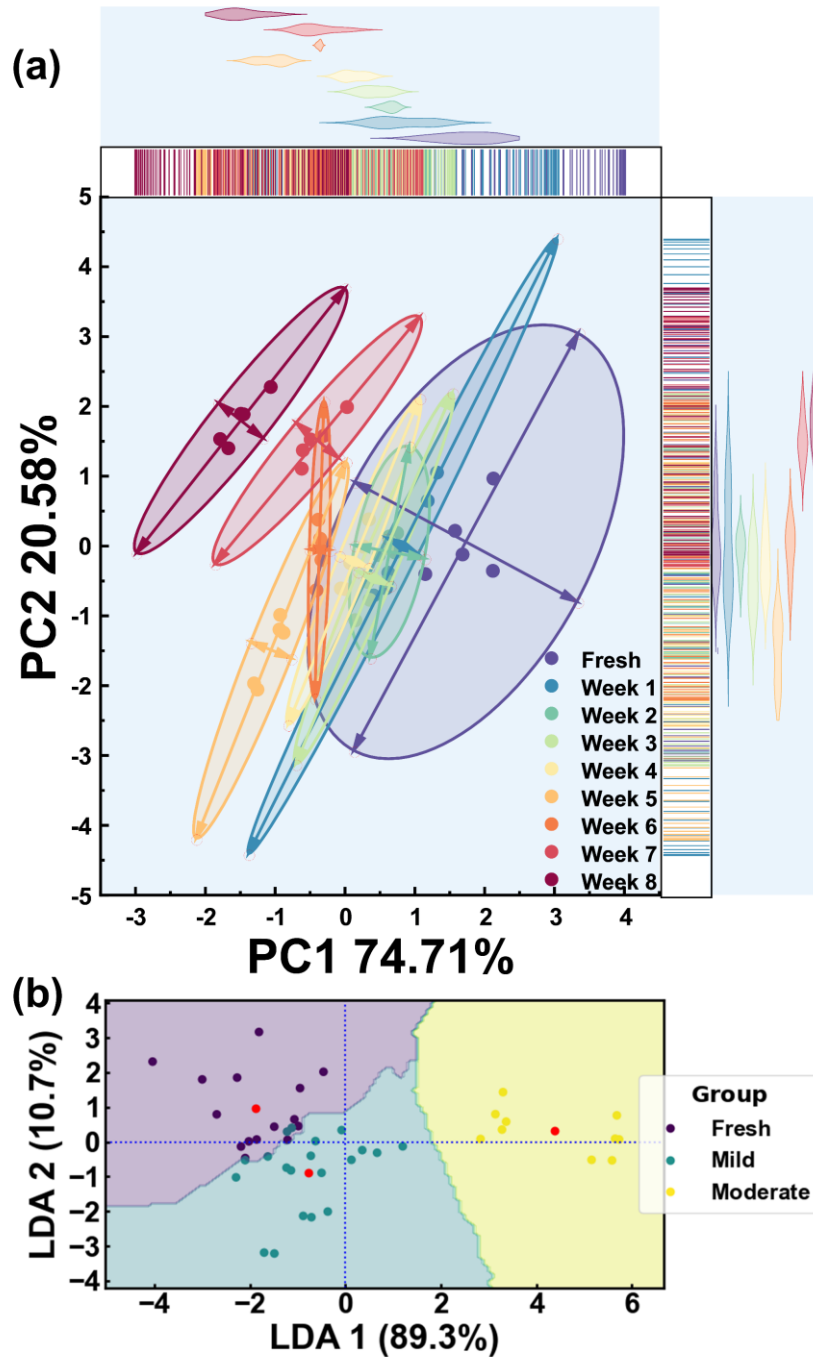 (a)
5
4
3
2
1
0
-1
-2
-3
-4
-5
PC2 20.58%
Fresh
Week 1
Week 2
Week 3
Week 4
Week 5
Week 6
Week 7
Week 8
-3 -2 -1 0 1 2 3 4
PC1 74.71%
(b)
4
3
2
1
0
−1
−2
−3
−4
LDA 2 (10.7%)
Group
Fresh
Mild
Moderate
−4 −2 0 2 4 6
LDA 1 (89.3%)